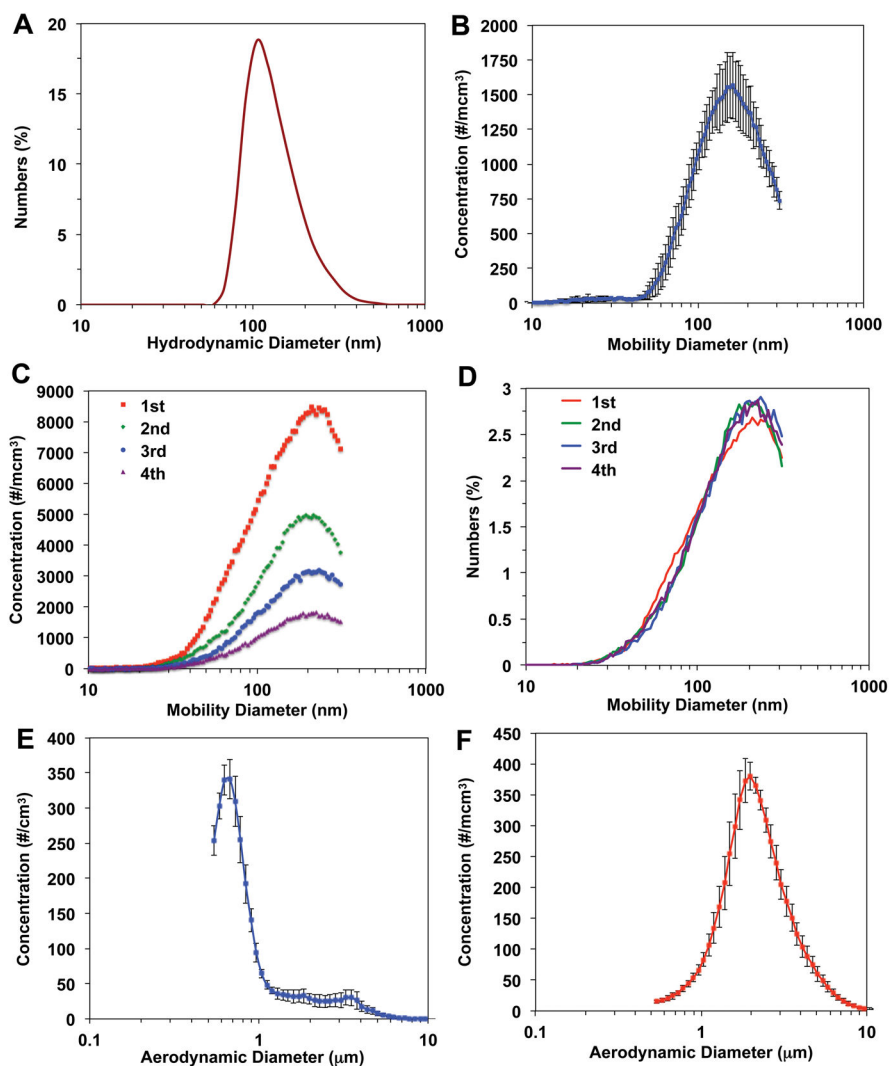 A
20
15
10
5
0
Numbers (%)
10
100
1000
Hydrodynamic Diameter (nm)
B
2000
1750
1500
1250
1000
750
500
250
0
Concentration (#/mcm³)
10
100
1000
Mobility Diameter (nm)
C
9000
8000
7000
6000
5000
4000
3000
2000
1000
0
Concentration (#/mcm³)
1st
2nd
3rd
4th
10
100
1000
Mobility Diameter (nm)
D
3
2.5
2
1.5
1
0.5
0
Numbers (%)
1st
2nd
3rd
4th
10
100
1000
Mobility Diameter (nm)
E
400
350
300
250
200
150
100
50
0
Concentration (#/cm³)
0.1
1
10
Aerodynamic Diameter (μm)
F
450
400
350
300
250
200
150
100
50
0
Concentration (#/mcm³)
0.1
1
10
Aerodynamic Diameter (μm)